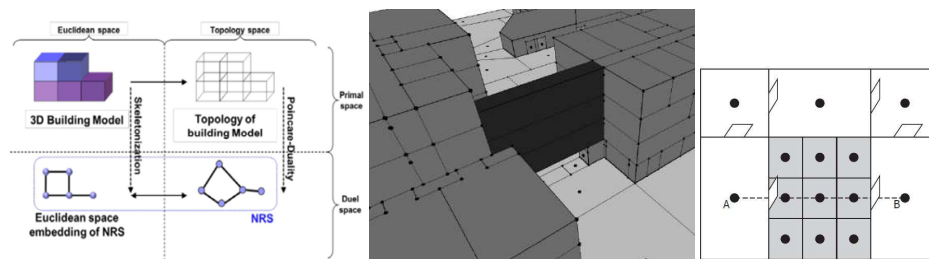 Euclidean space
Topology space
3D Building Model
Topology of
building Model
Skeletonization
Poincare-Duality
Primal
space
Euclidean space
embedding of NRS
NRS
Duel
space
A
B